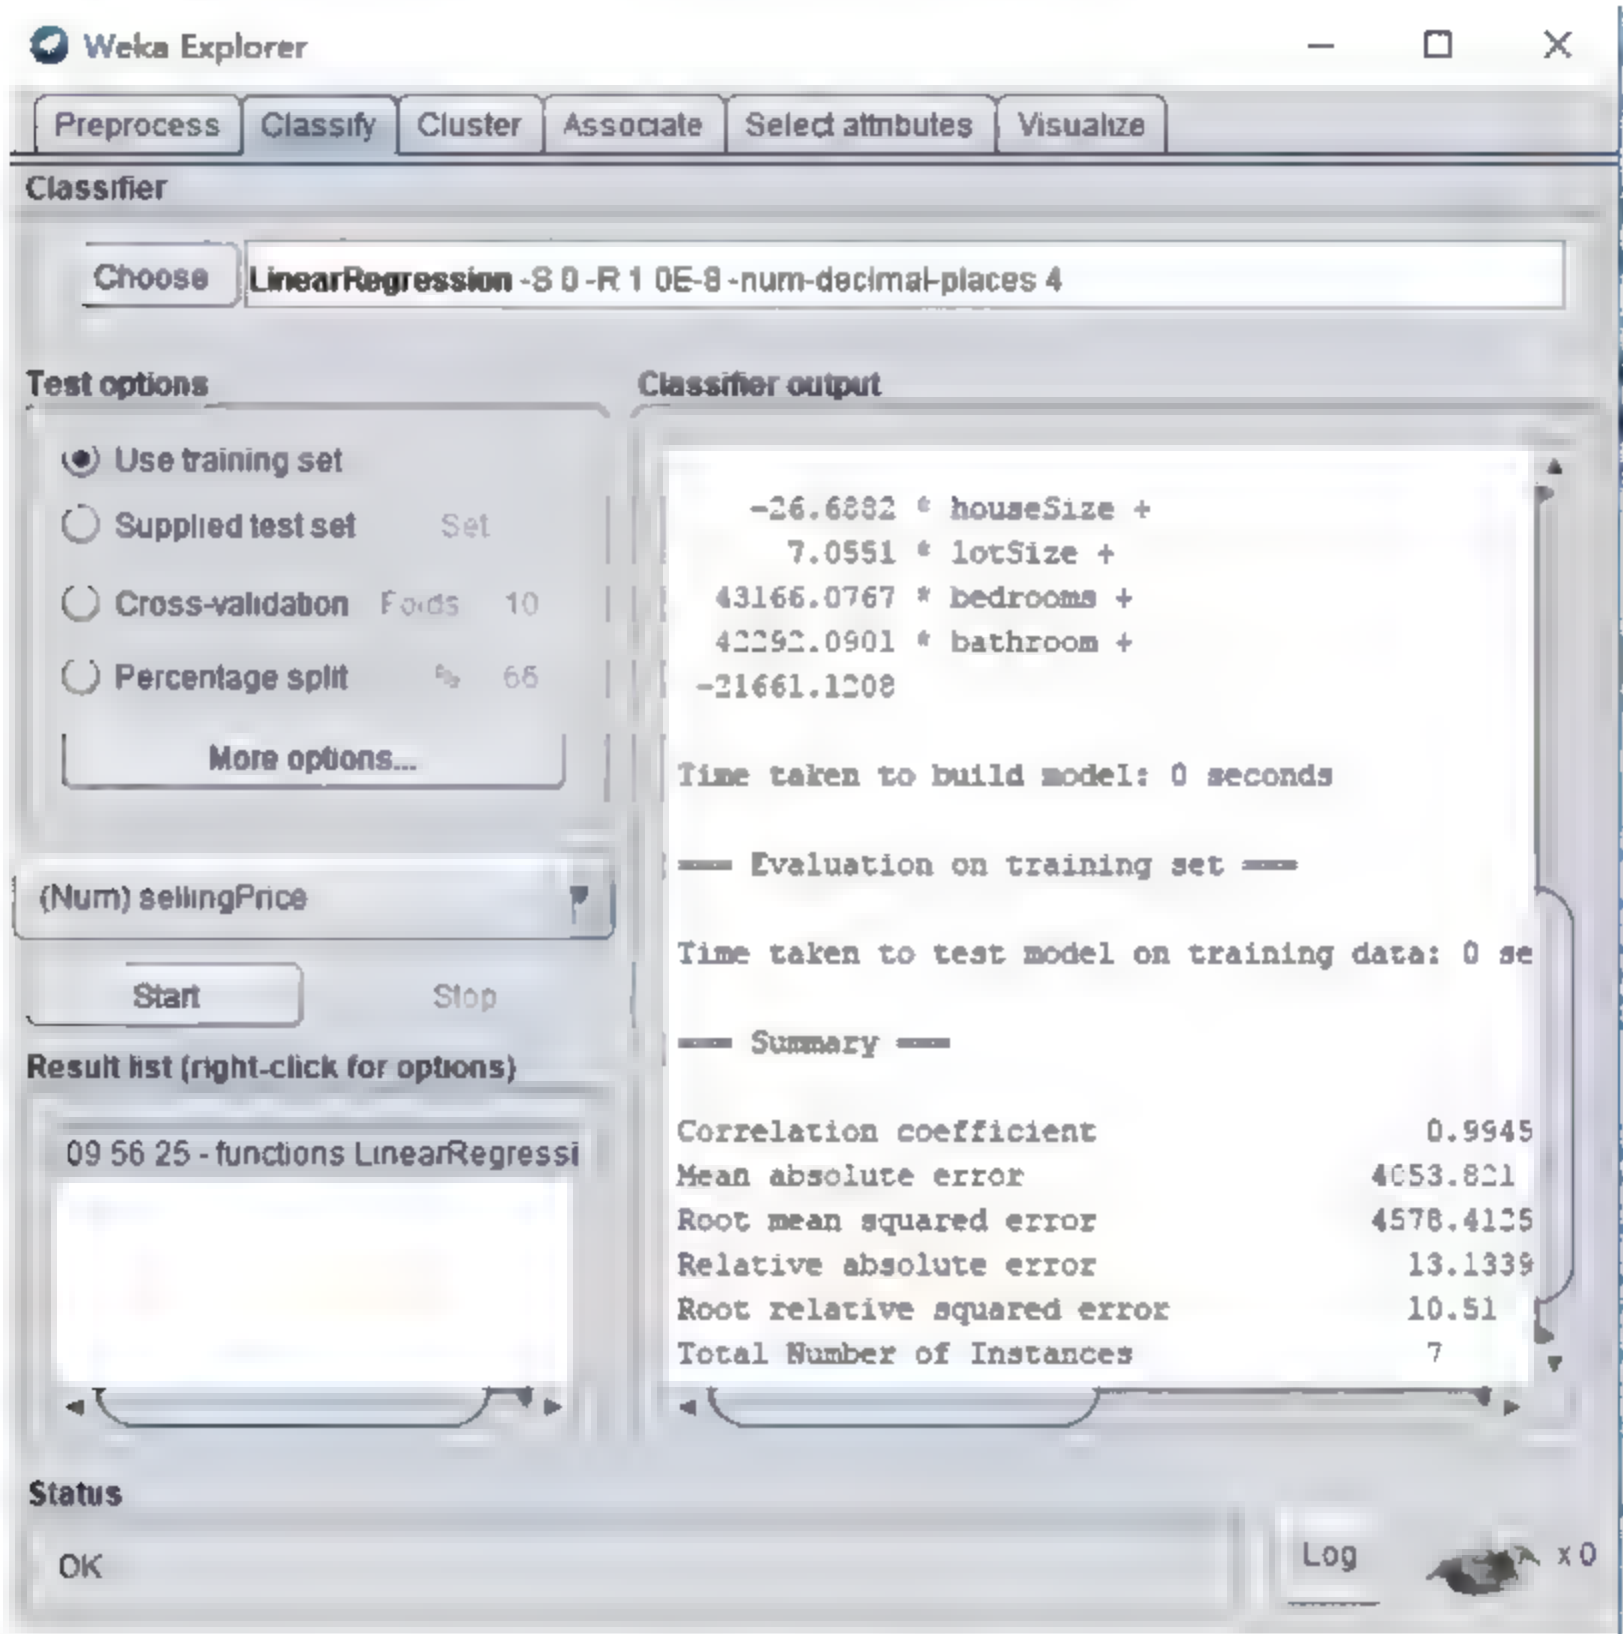 Weka Explorer
Preprocess Classify Cluster Associate Select attributes Visualize
Classifier
Choose LinearRegression -S 0 -R 1 0E-8 -num-decimal-places 4
Test options
Use training set
Supplied test set Set
Cross-validation Folds 10
Percentage split % 66
More options...
(Num) sellingPrice
Start Stop
Result list (right-click for options)
09 56 25 - functions LinearRegressi
Classifier output
-26.6882 * houseSize +
7.0551 * lotSize +
43166.0767 * bedrooms +
42292.0901 * bathroom +
-21661.1208
Time taken to build model: 0 seconds
=== Evaluation on training set ===
Time taken to test model on training data: 0 se
=== Summary ===
Correlation coefficient 0.9945
Mean absolute error 4053.821
Root mean squared error 4578.4125
Relative absolute error 13.1339
Root relative squared error 10.51
Total Number of Instances 7
Status
OK
Log x 0